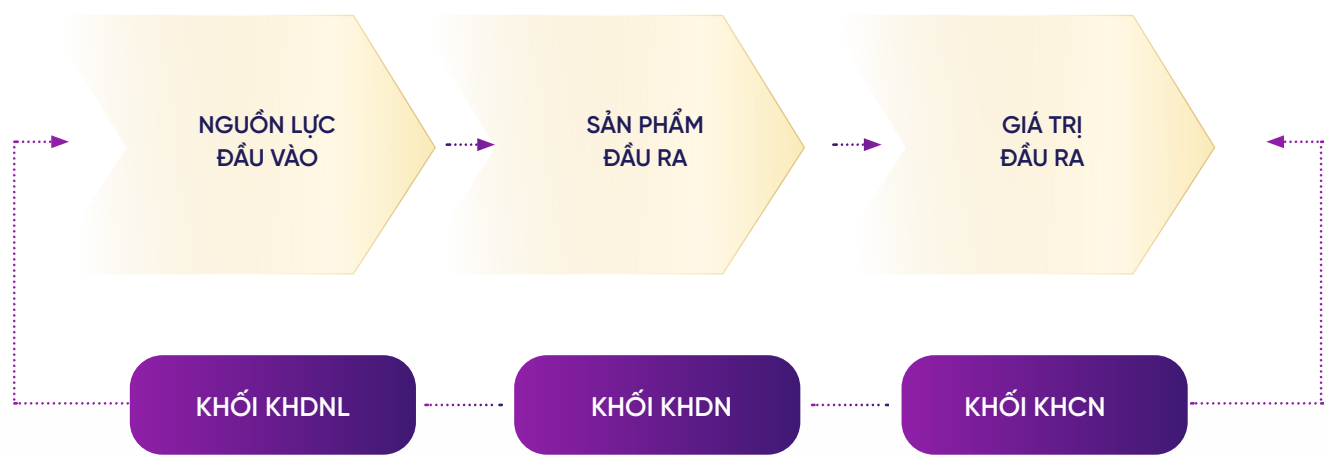 NGUỒN LỰC
ĐẦU VÀO
SẢN PHẨM
ĐẦU RA
GIÁ TRỊ
ĐẦU RA
KHỐI KHDNL
KHỐI KHDN
KHỐI KHCN